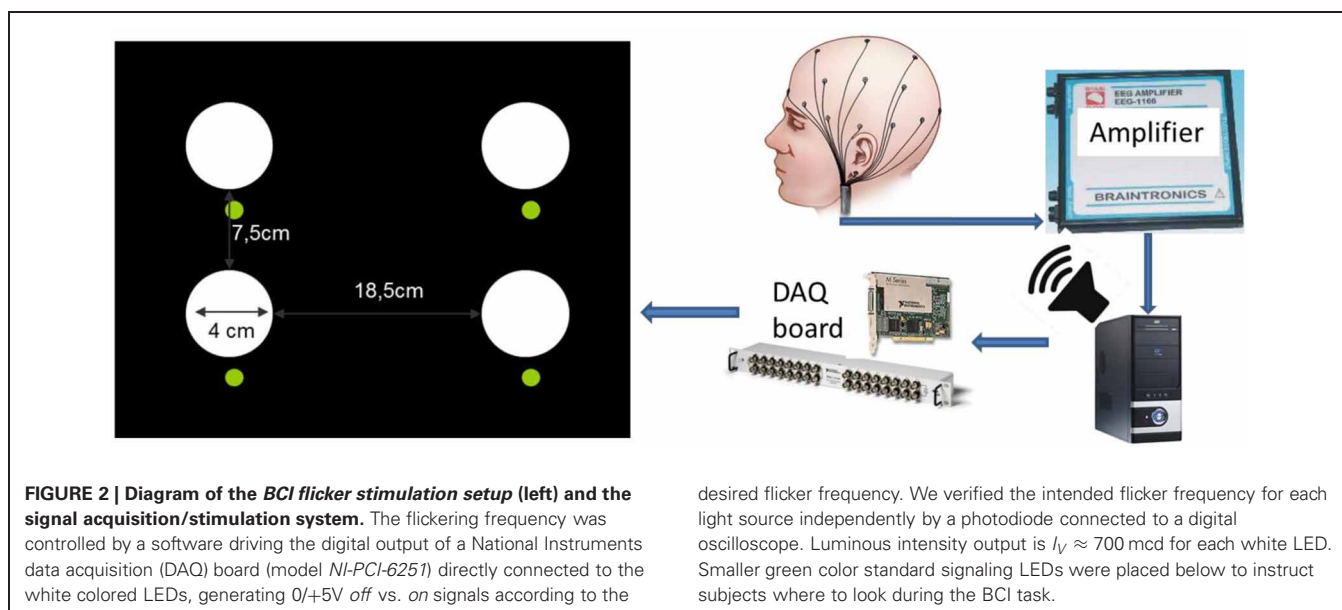 7,5cm
18,5cm
4 cm
EEG AMPLIFIER
EEG-1166
Amplifier
BRAINTRONICS
DAQ
board
M Series
FIGURE 2 | Diagram of the BCI flicker stimulation setup (left) and the
signal acquisition/stimulation system. The flickering frequency was
controlled by a software driving the digital output of a National Instruments
data acquisition (DAQ) board (model NI-PCI-6251) directly connected to the
white colored LEDs, generating 0/+5V off vs. on signals according to the
desired flicker frequency. We verified the intended flicker frequency for each
light source independently by a photodiode connected to a digital
oscilloscope. Luminous intensity output is IV ≈ 700 mcd for each white LED.
Smaller green color standard signaling LEDs were placed below to instruct
subjects where to look during the BCI task.